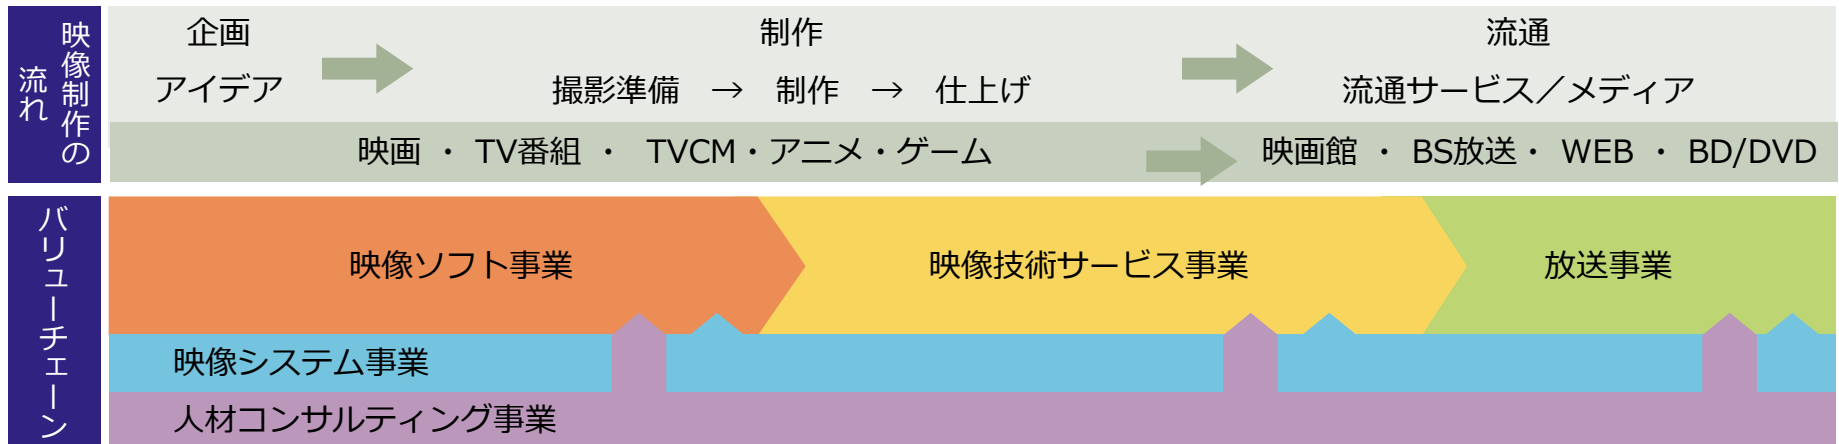 映像制作の
流れ
企画
制作
流通
アイデア
撮影準備 → 制作 → 仕上げ
流通サービス／メディア
映画 ・ TV番組 ・ TVCM・アニメ・ゲーム
映画館 ・ BS放送・ WEB ・ BD/DVD
バリューチェーン
映像ソフト事業
映像技術サービス事業
放送事業
映像システム事業
人材コンサルティング事業